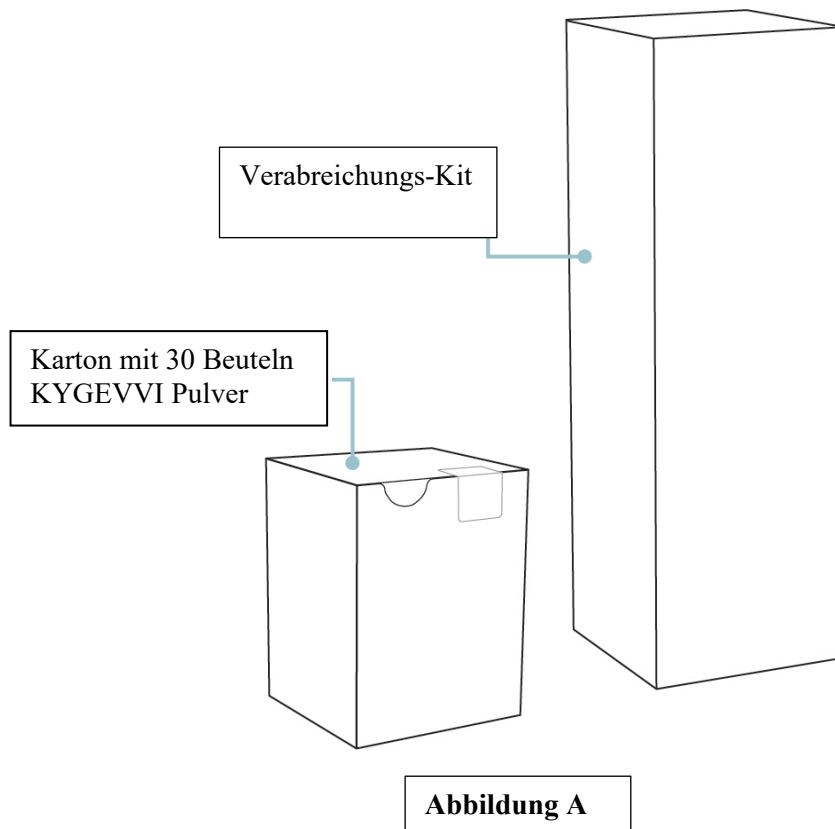 Verabreichungs-Kit
Karton mit 30 Beuteln
KYGEVVI Pulver
Abbildung A